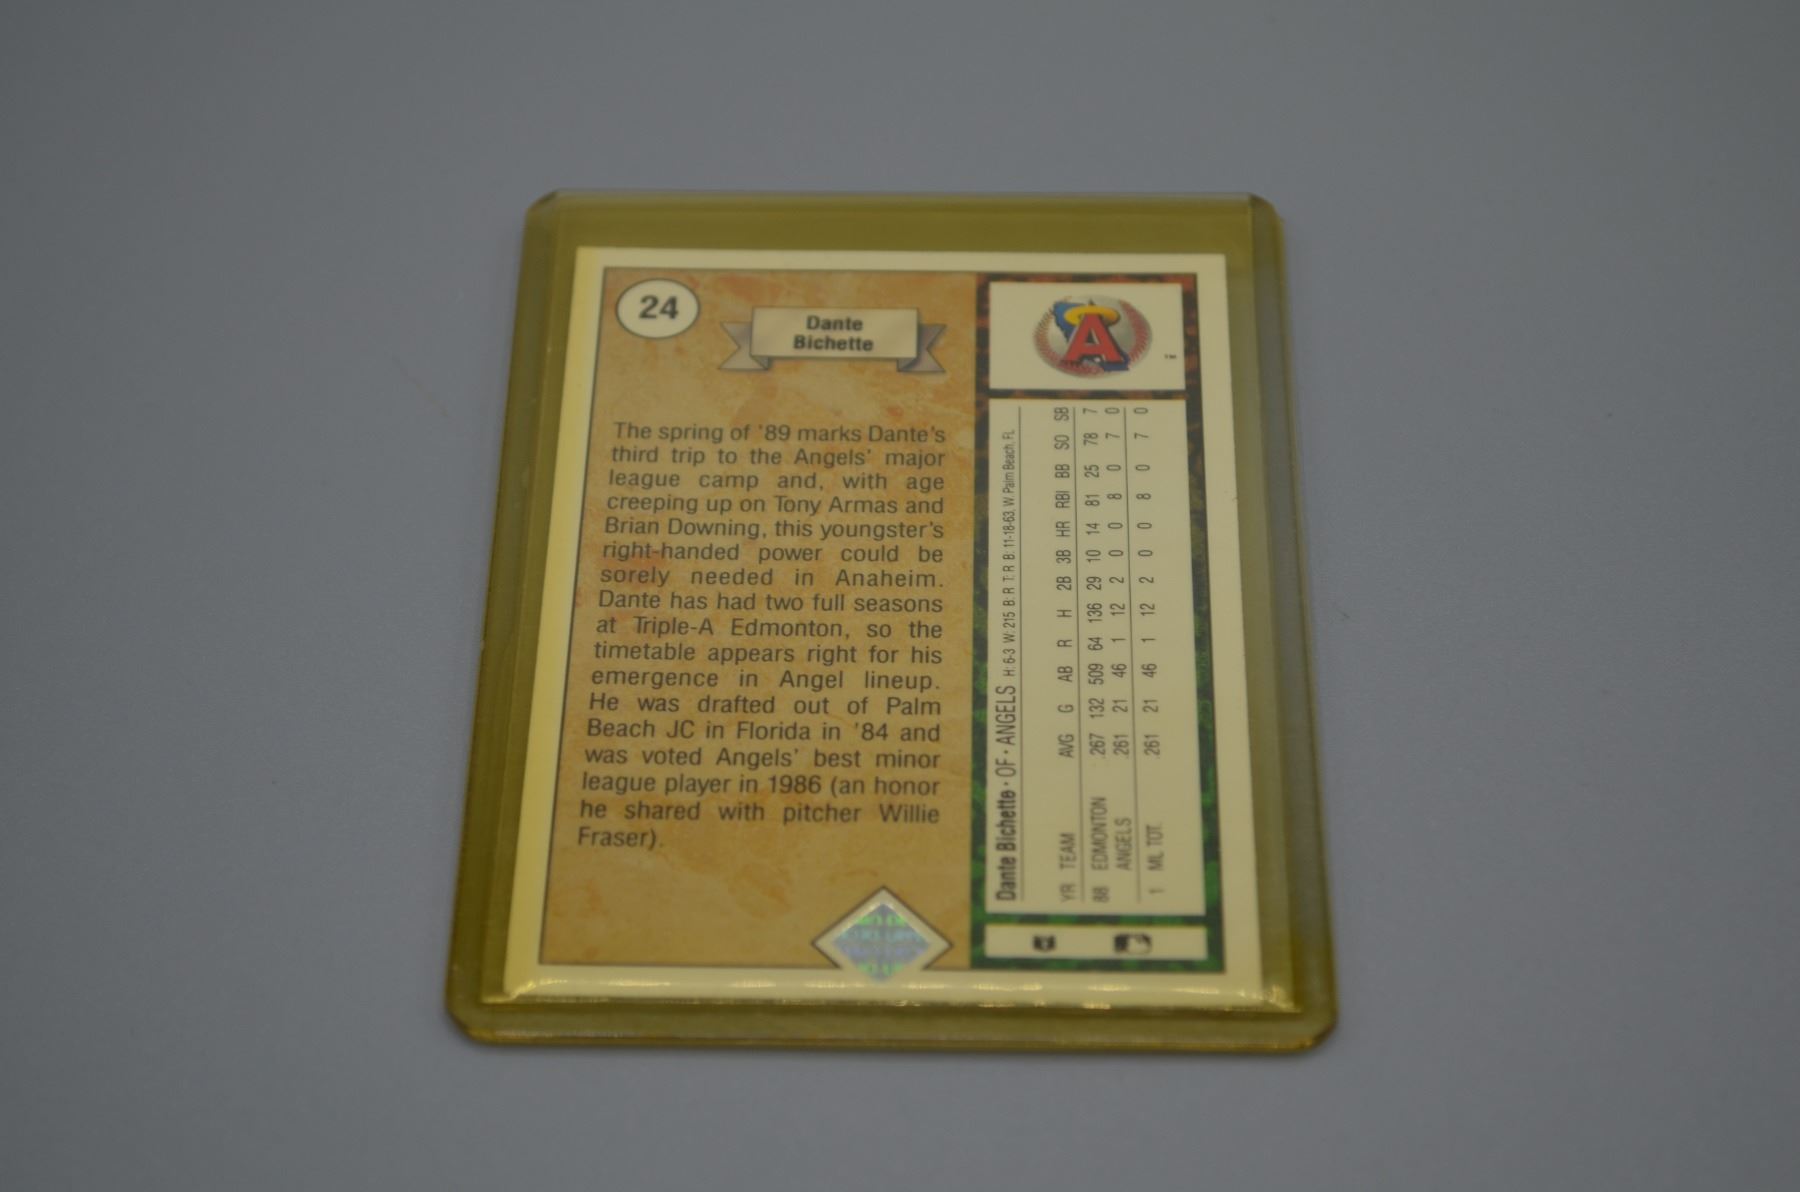 24
Dante
Bichette
The spring of '89 marks Dante's
third trip to the Angels' major
league camp and, with age
creeping up on Tony Armas and
Brian Downing, this youngster's
right-handed power could be
sorely needed in Anaheim.
Dante has had two full seasons
at Triple-A Edmonton, so the
timetable appears right for his
emergence in Angel lineup.
He was drafted out of Palm
Beach JC in Florida in '84 and
was voted Angels' best minor
league player in 1986 (an honor
he shared with pitcher Willie
Fraser).
A
TM
Dante Bichette • OF • ANGELS H: 6-3 W: 215 B: R T: R B: 11-18-63, W. Palm Beach, FL
YR TEAM AVG G AB R H 2B 3B HR RBI BB SO SB
88 EDMONTON .267 132 509 64 136 29 10 14 81 25 78 7
ANGELS .261 21 46 1 12 2 0 0 8 0 7 0
1 ML TOT. .261 21 46 1 12 2 0 0 8 0 7 0